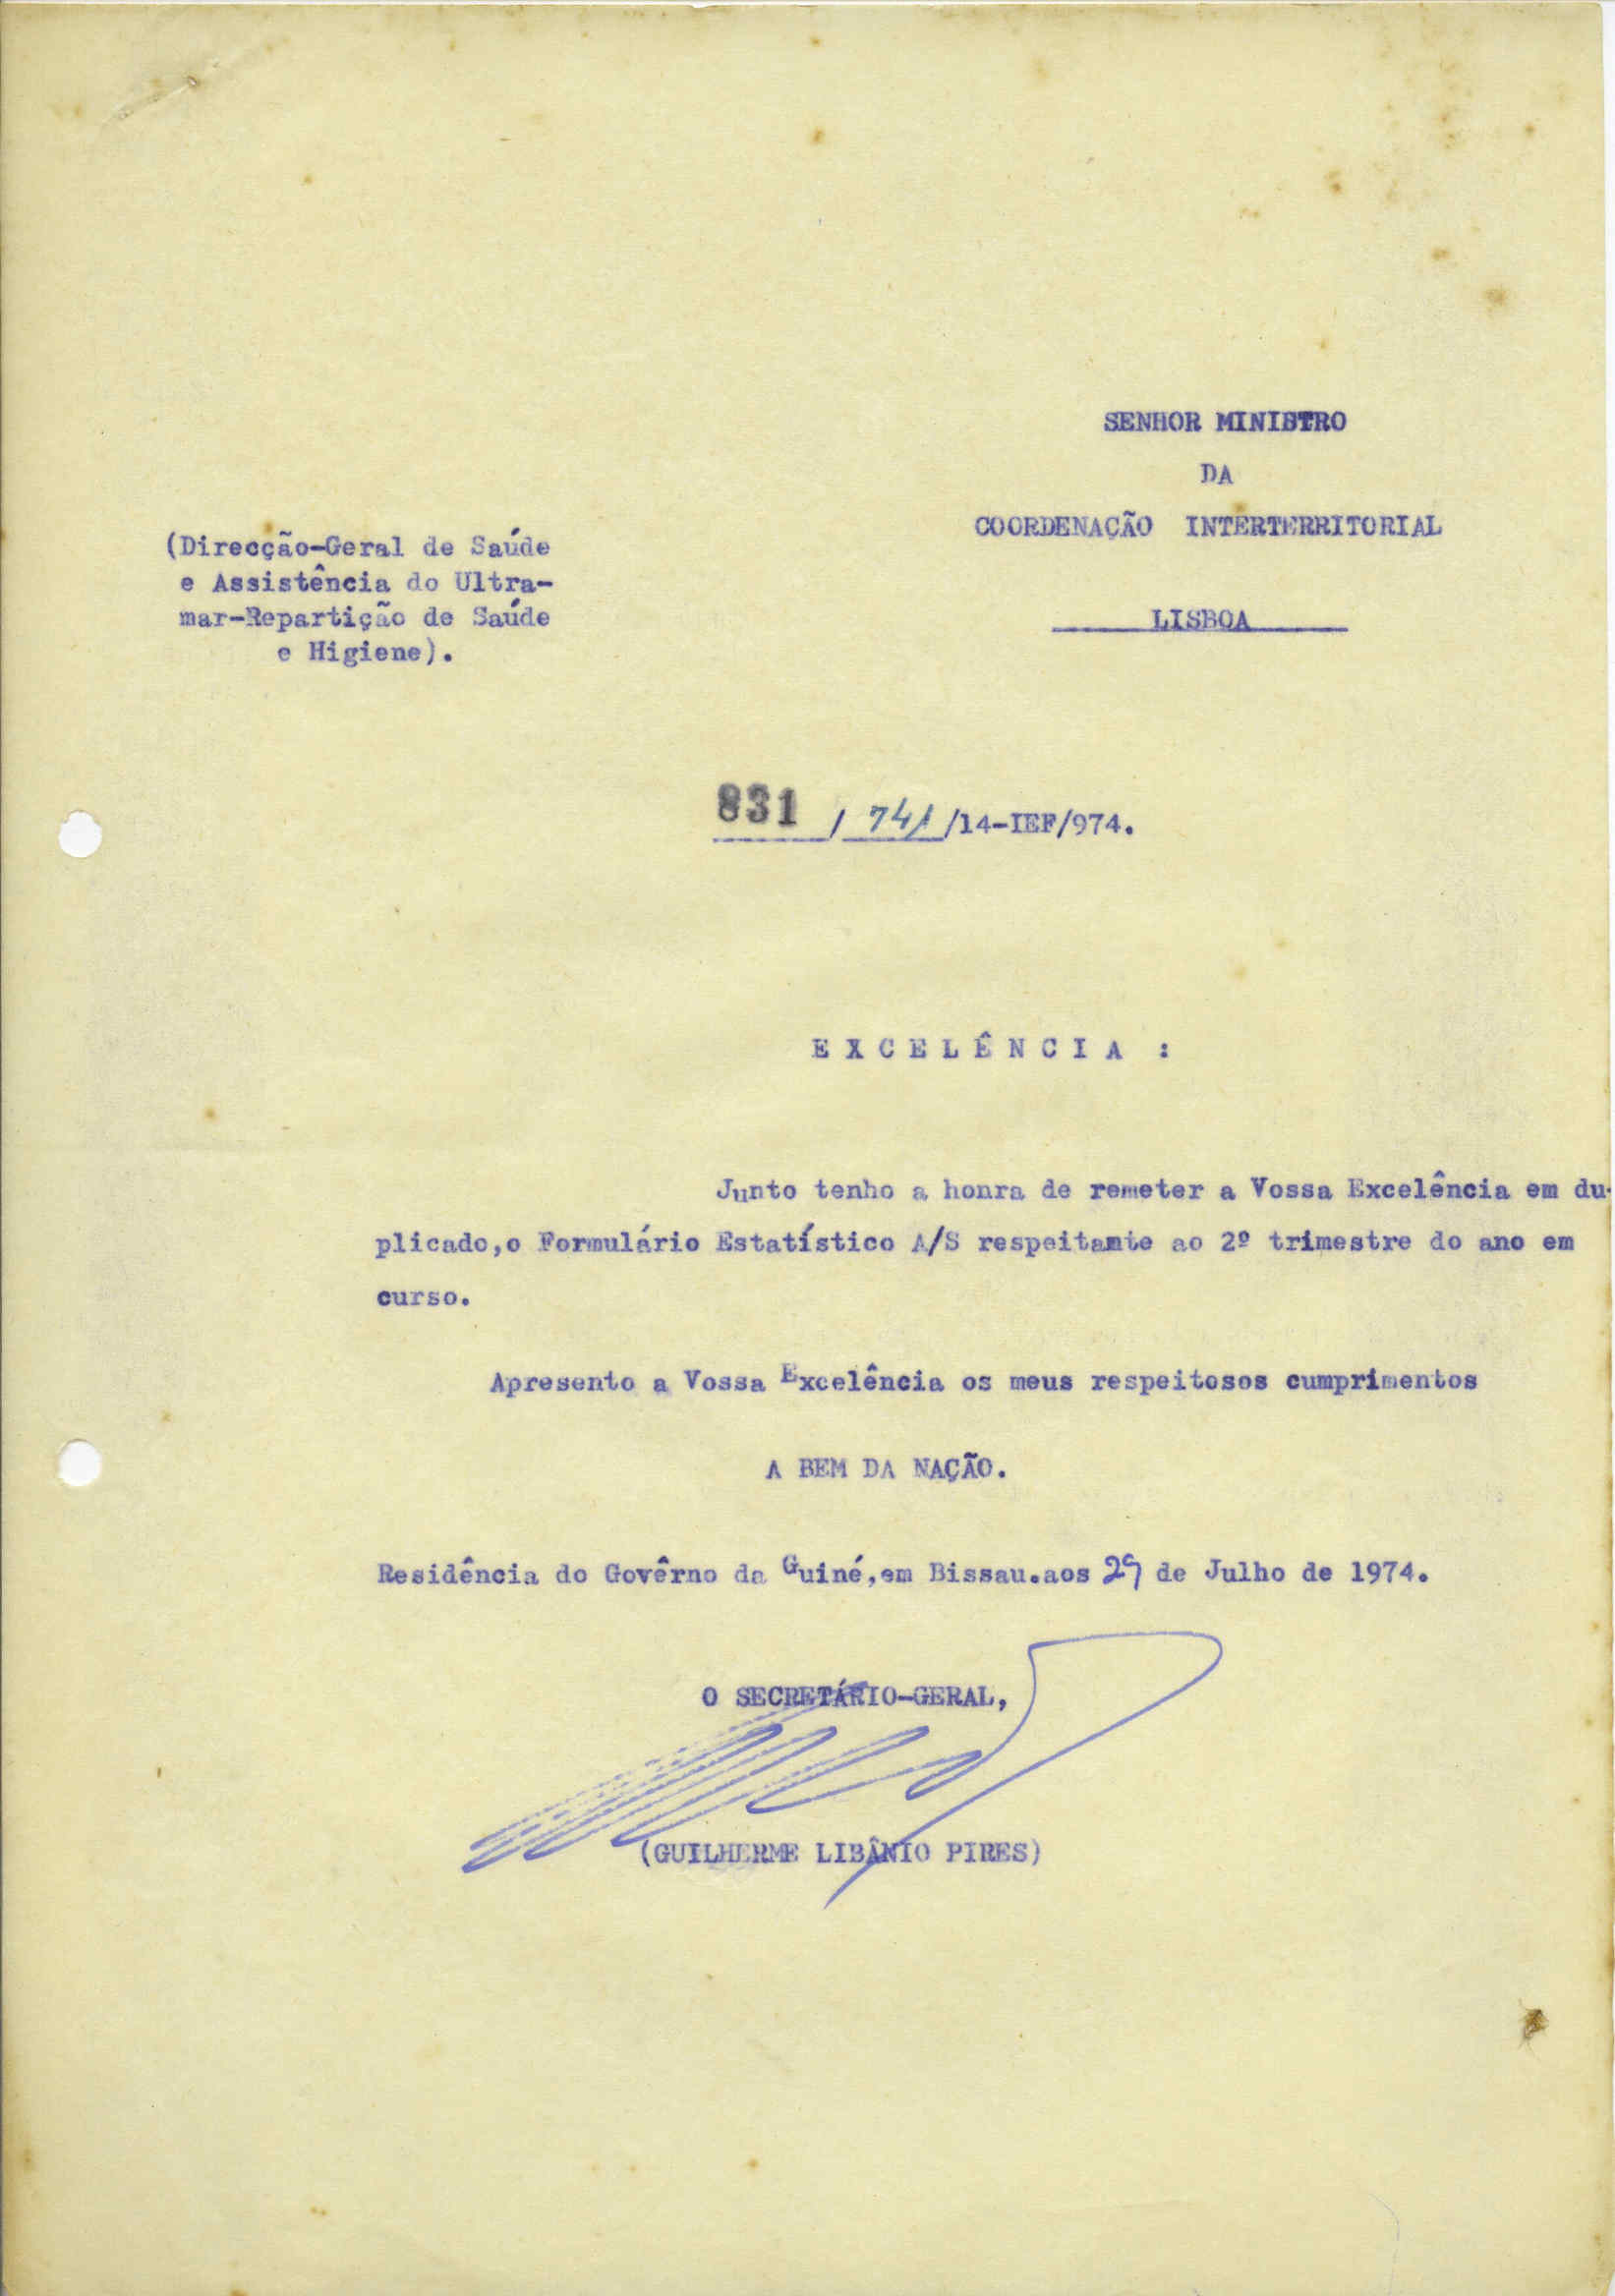 SENHOR MINISTRO
DA
COORDENAÇÃO INTERTERRITORIAL
LISBOA
(Direcção-Geral de Saúde
e Assistência do Ultra-
mar-Repartição de Saúde
e Higiene).
831 / 741/14-IEF/974.
EXCELÊNCIA :
Junto tenho a honra de remeter a Vossa Excelência em du-
plicado,o Formulário Estatístico A/S respeitante ao 2º trimestre do ano em
curso.
Apresento a Vossa Excelência os meus respeitosos cumprimentos
A BEM DA NAÇÃO.
Residência do Govêrno da Guiné,em Bissau.aos 29 de Julho de 1974.
O SECRETÁRIO-GERAL,
(GUILHERME LIBÂNIO PIRES)